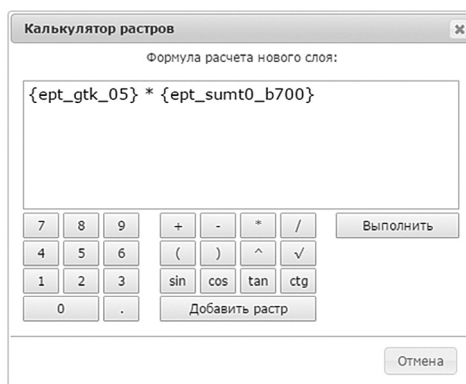 Калькулятор растров
Формула расчета нового слоя:
{ept_gtk_05} * {ept_sumt0_b700}
7 8 9 + - * / Выполнить
4 5 6 ( ) ^ √
1 2 3 sin cos tan ctg
0 . Добавить растр
Отмена